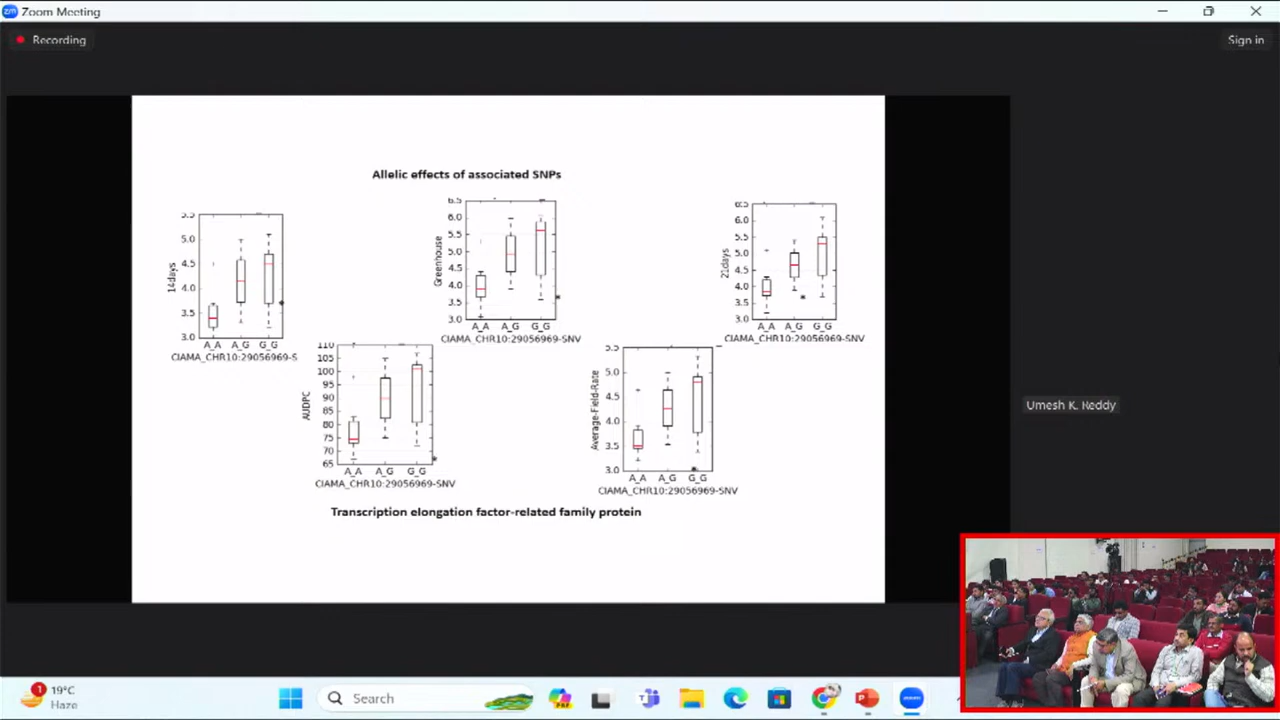 Zoom Meeting
Recording
Sign in
Allelic effects of associated SNPs
5.5
5.0
4.5
4.0
3.5
3.0
14days
A_A A_G G_G
CIAMA_CHR10:29056969-S
6.5
6.0
5.5
5.0
4.5
4.0
3.5
3.0
Greenhouse
A_A A_G G_G
CIAMA_CHR10:29056969-SNV
6.5
6.0
5.5
5.0
4.5
4.0
3.5
3.0
21days
A_A A_G G_G
CIAMA_CHR10:29056969-SNV
110
105
100
95
90
85
80
75
70
65
AUDPC
A_A A_G G_G
CIAMA_CHR10:29056969-SNV
5.5
5.0
4.5
4.0
3.5
3.0
Average-Field-Rate
A_A A_G G_G
CIAMA_CHR10:29056969-SNV
Transcription elongation factor-related family protein
Umesh K. Reddy
1
19°C
Haze
Search
zoom